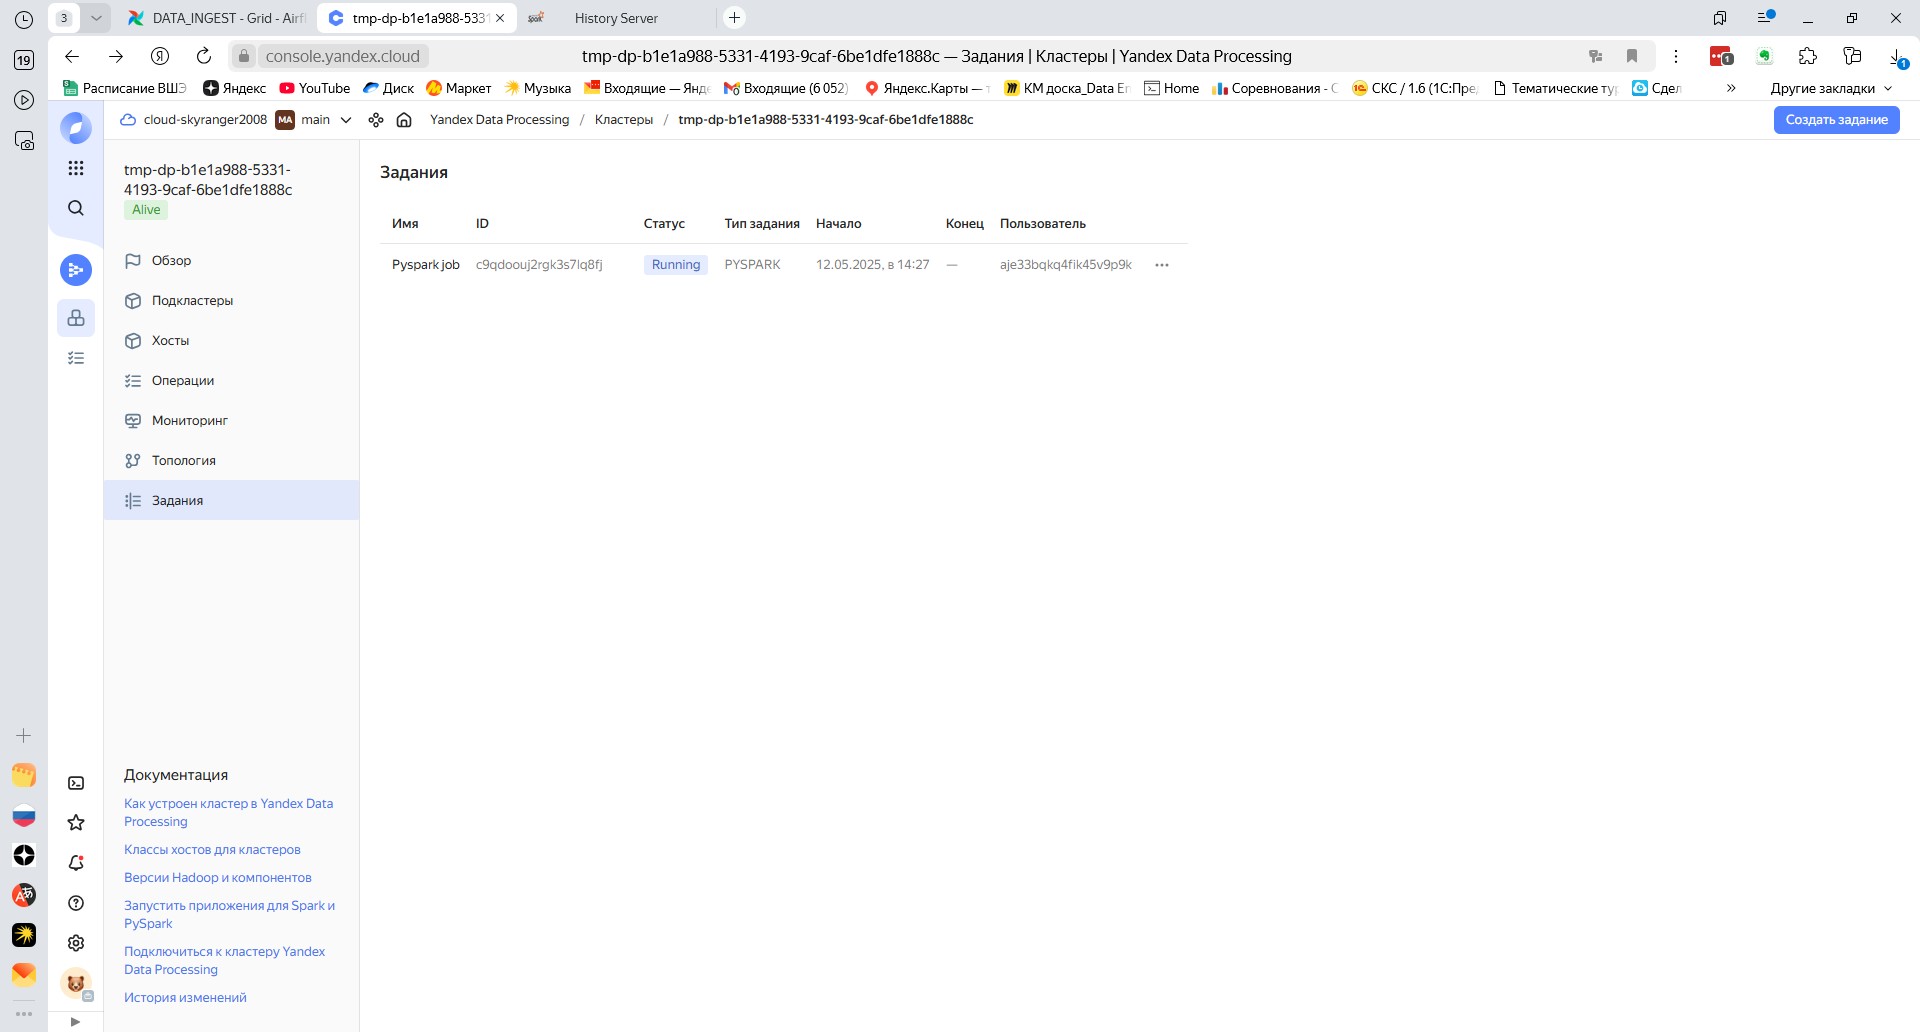 3
DATA_INGEST - Grid - Airfl
tmp-dp-b1e1a988-5331
History Server
19
console.yandex.cloud
tmp-dp-b1e1a988-5331-4193-9caf-6be1dfe1888c — Задания | Кластеры | Yandex Data Processing
1
1
Расписание ВШЭ
Яндекс
YouTube
Диск
Маркет
Музыка
Входящие — Янде
Входящие (6 052)
Яндекс.Карты — т
КМ доска_Data En
Home
Соревнования - С
СКС / 1.6 (1С:Пре
Тематические тур
Сдел
»
Другие закладки
cloud-skyranger2008
MA
main
Yandex Data Processing / Кластеры / tmp-dp-b1e1a988-5331-4193-9caf-6be1dfe1888c
Создать задание
tmp-dp-b1e1a988-5331-
4193-9caf-6be1dfe1888c
Alive
Обзор
Подкластеры
Хосты
Операции
Мониторинг
Топология
Задания
Документация
Как устроен кластер в Yandex Data
Processing
Классы хостов для кластеров
Версии Hadoop и компонентов
Запустить приложения для Spark и
PySpark
Подключиться к кластеру Yandex
Data Processing
История изменений
Задания
Имя ID Статус Тип задания Начало Конец Пользователь
Pyspark job c9qdoouj2rgk3s7lq8fj Running PYSPARK 12.05.2025, в 14:27 — aje33bqkq4fik45v9p9k